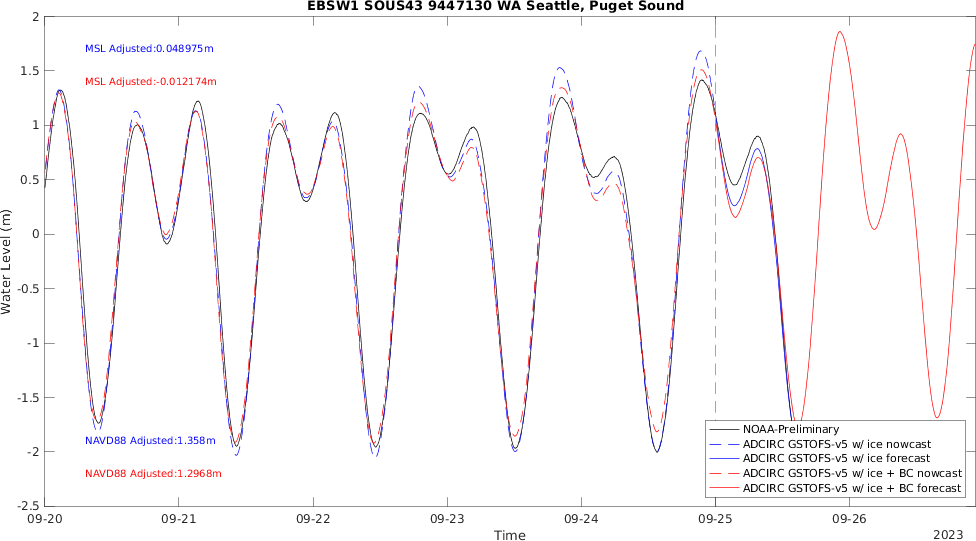 EBSW1 SOUS43 9447130 WA Seattle, Puget Sound
2
1.5
1
0.5
0
-0.5
-1
-1.5
-2
-2.5
Water Level (m)
MSL Adjusted:0.048975m
MSL Adjusted:-0.012174m
NAVD88 Adjusted:1.358m
NAVD88 Adjusted:1.2968m
NOAA-Preliminary
ADCIRC GSTOFS-v5 w/ ice nowcast
ADCIRC GSTOFS-v5 w/ ice forecast
ADCIRC GSTOFS-v5 w/ ice + BC nowcast
ADCIRC GSTOFS-v5 w/ ice + BC forecast
09-20 09-21 09-22 09-23 09-24 09-25 09-26
Time
2023